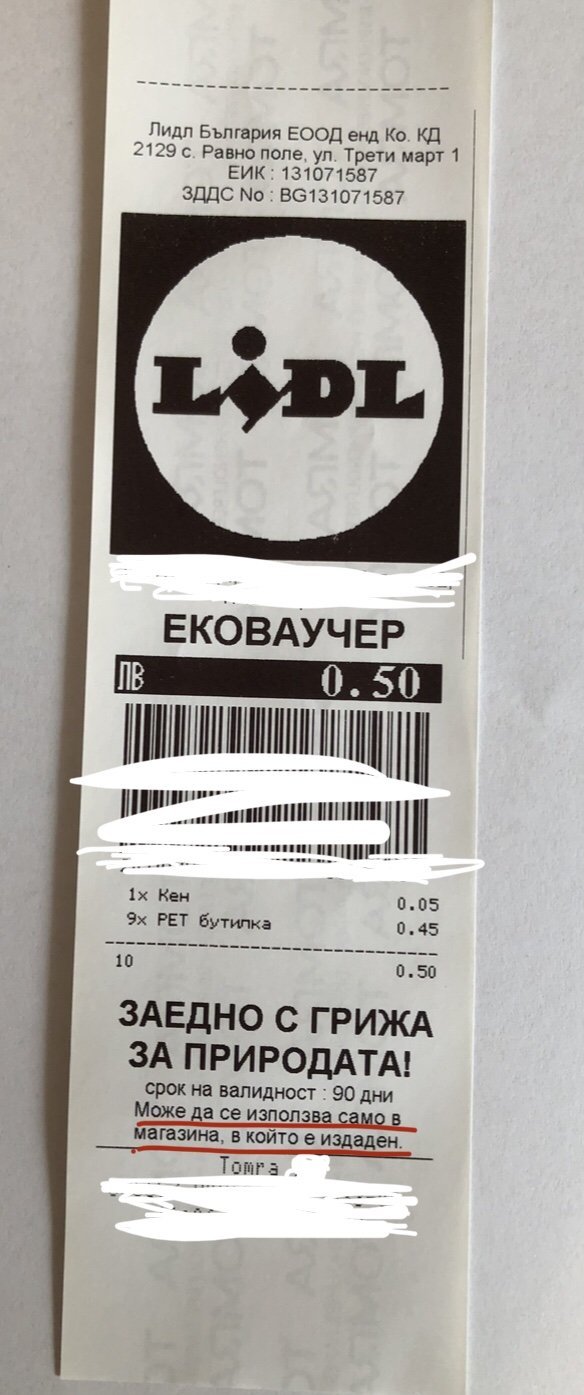 Лидл България ЕООД енд Ко. КД
2129 с. Равно поле, ул. Трети март 1
ЕИК : 131071587
ЗДДС No : BG131071587
LIDL
ЕКОВАУЧЕР
ЛВ 0.50
1x Кен 0.05
9x PET бутилка 0.45
10 0.50
ЗАЕДНО С ГРИЖА
ЗА ПРИРОДАТА!
срок на валидност : 90 дни
Може да се използва само в
магазина, в който е издаден.
Tomra